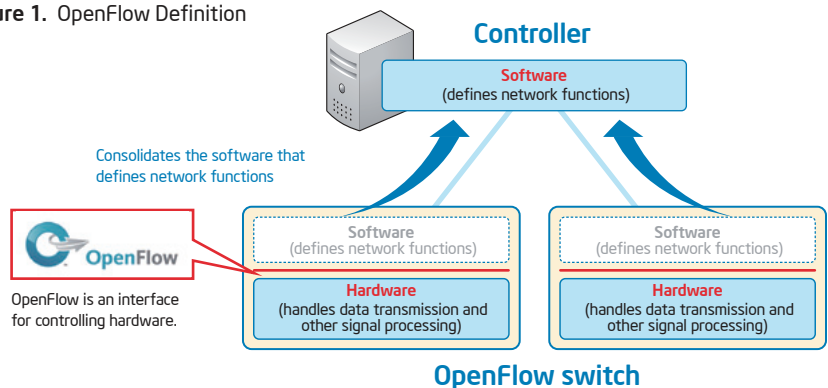 ure 1. OpenFlow Definition
Controller
Software
(defines network functions)
Consolidates the software that
defines network functions
OpenFlow
OpenFlow is an interface
for controlling hardware.
Software
(defines network functions)
Hardware
(handles data transmission and
other signal processing)
Software
(defines network functions)
Hardware
(handles data transmission and
other signal processing)
OpenFlow switch